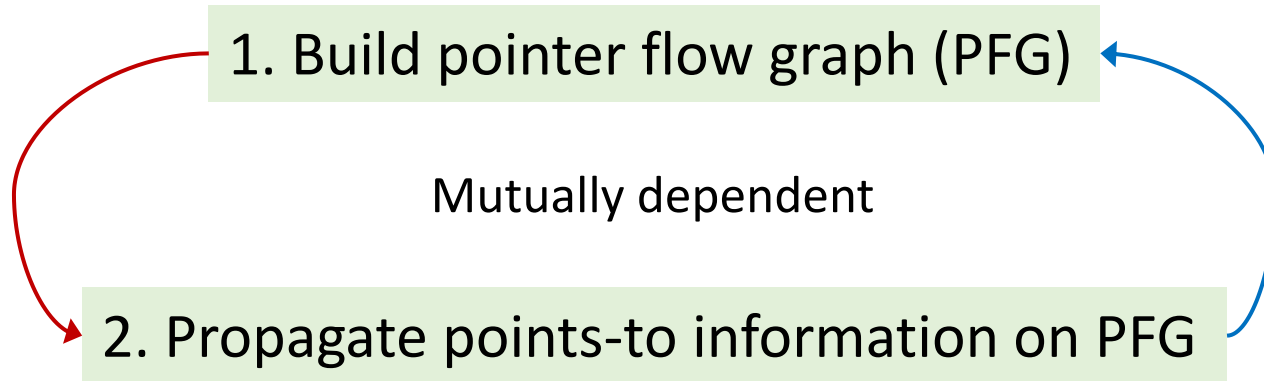 1. Build pointer flow graph (PFG)
Mutually dependent
2. Propagate points-to information on PFG